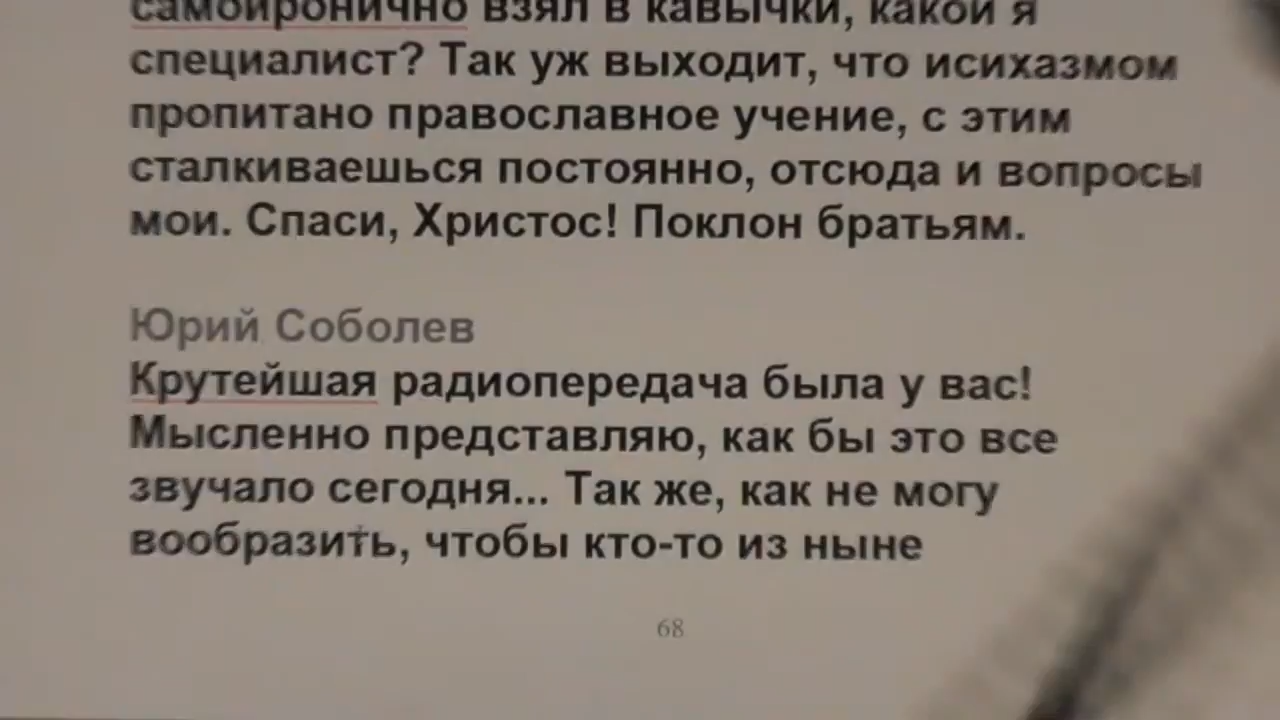 самоиронично взял в кавычки, какой я
специалист? Так уж выходит, что исихазмом
пропитано православное учение, с этим
сталкиваешься постоянно, отсюда и вопросы
мои. Спаси, Христос! Поклон братьям.
Юрий Соболев
Крутейшая радиопередача была у вас!
Мысленно представляю, как бы это все
звучало сегодня... Так же, как не могу
вообразить, чтобы кто-то из ныне
68